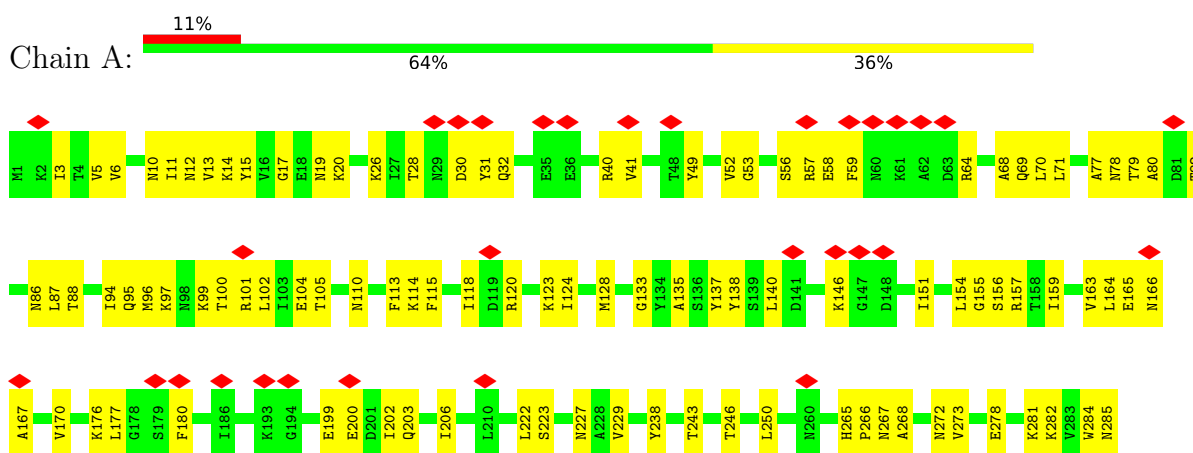 11%
Chain A:
64% 36%
M1 K2 I3 T4 V5 V6 N10 I11 N12 V13 K14 Y15 V16 G17 E18 N19 K20 K26 I27 T28 N29 D30 Y31 Q32 E35 E36 R40 V41 T48 Y49 V52 G53 S56 R57 E58 F59 N60 K61 A62 D63 R64 A68 Q69 L70 L71 A77 N78 T79 A80 D81
N86 L87 T88 I94 Q95 M96 K97 N98 K99 T100 R101 L102 I103 E104 T105 N110 F113 K114 F115 I118 D119 R120 K123 I124 M128 G133 Y134 A135 S136 Y137 Y138 S139 L140 D141 K146 G147 D148 I151 L154 G155 S156 R157 T158 I159 V163 L164 E165 N166
A167 V170 K176 L177 G178 S179 F180 I186 K193 G194 E199 E200 D201 I202 Q203 I206 L210 L222 S223 N227 A228 V229 Y238 T243 T246 L250 N260 H265 P266 N267 A268 N272 V273 E278 K281 K282 V283 W284 N285